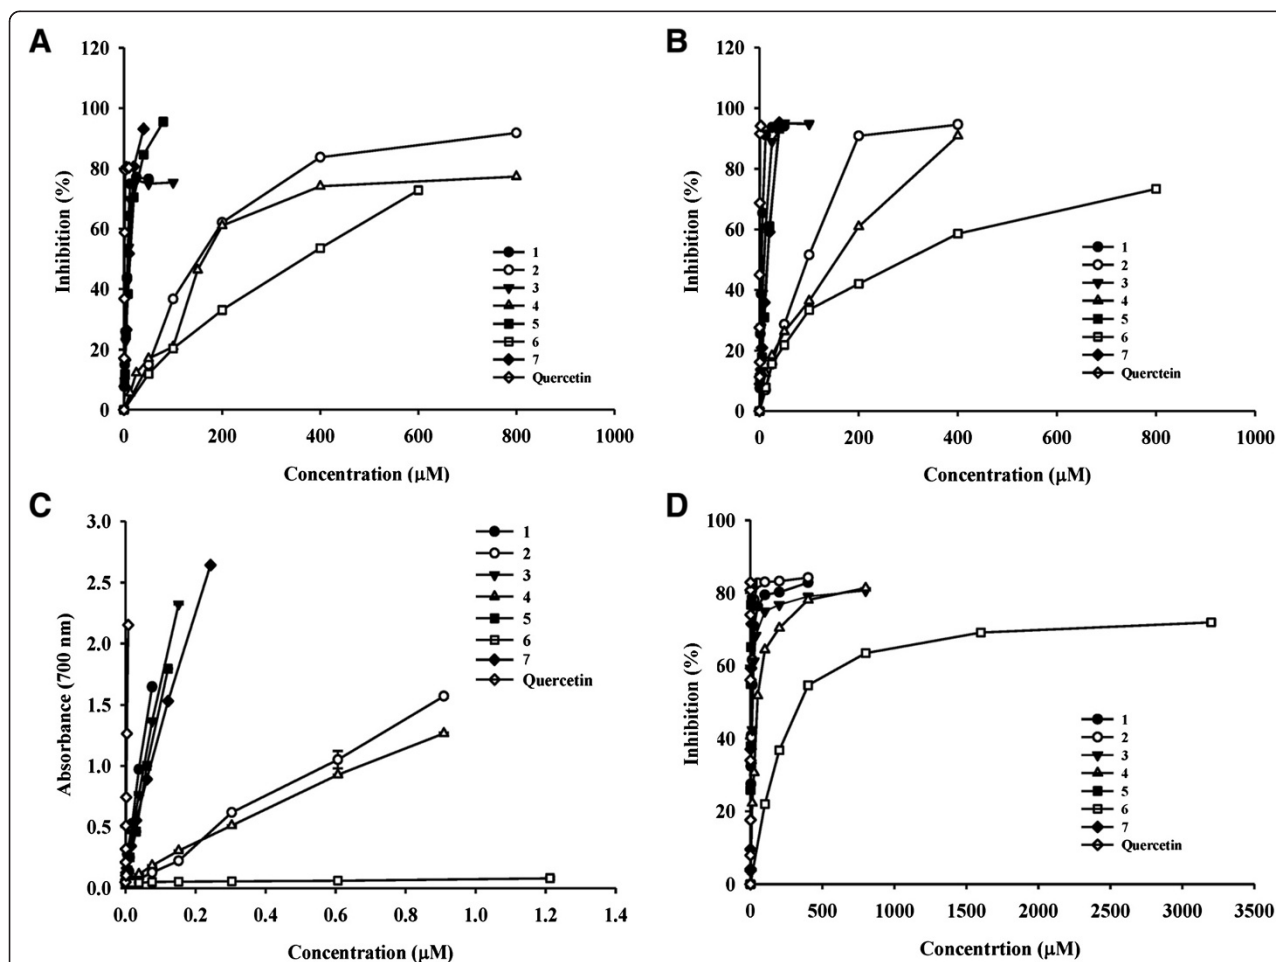 A
120
100
80
60
40
20
0
Inhibition (%)
1
2
3
4
5
6
7
Quercetin
0 200 400 600 800 1000
Concentration (μM)
B
120
100
80
60
40
20
0
Inhibition (%)
1
2
3
4
5
6
7
Querctein
0 200 400 600 800 1000
Concentration (μM)
C
3.0
2.5
2.0
1.5
1.0
0.5
0.0
Absorbance (700 nm)
1
2
3
4
5
6
7
Quercetin
0.0 0.2 0.4 0.6 0.8 1.0 1.2 1.4
Concentration (μM)
D
100
80
60
40
20
0
Inhibition (%)
1
2
3
4
5
6
7
Quercetin
0 500 1000 1500 2000 2500 3000 3500
Concentrtion (μM)